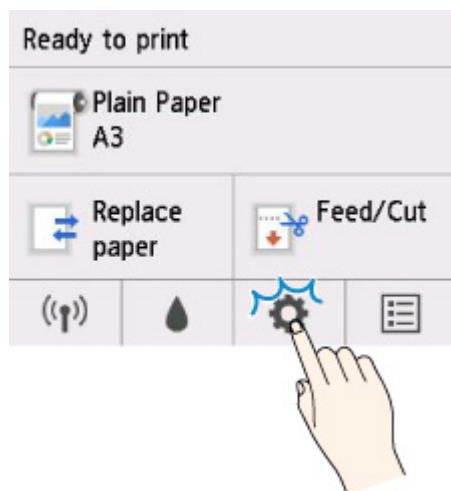 Ready to print
Plain Paper
A3
Replace
paper
Feed/Cut